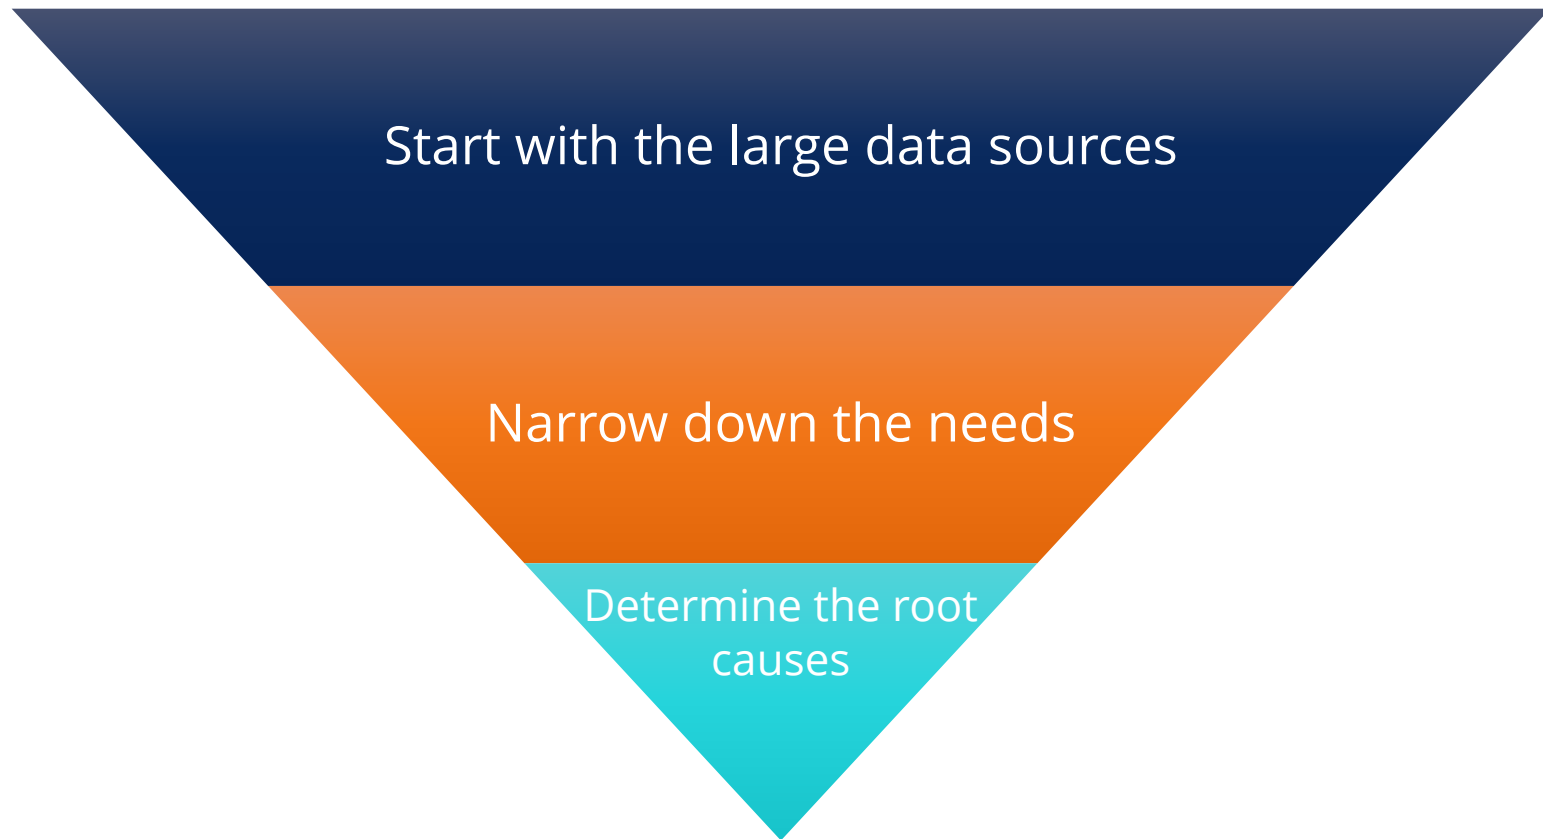 Start with the large data sources
Narrow down the needs
Determine the root
causes